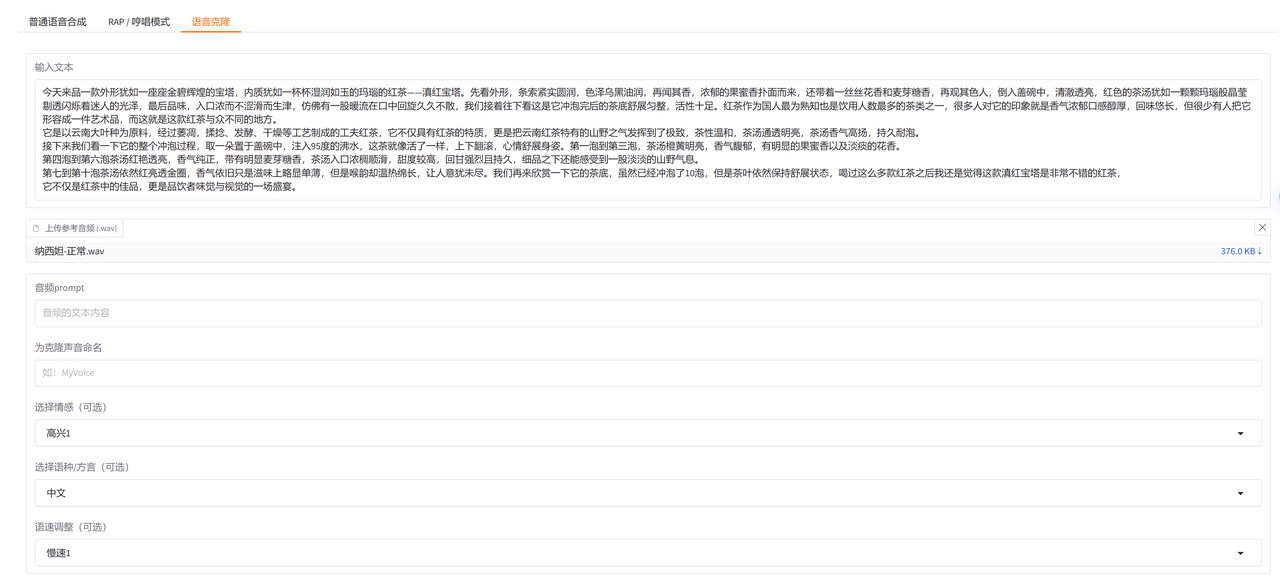 普通语音合成
RAP / 哼唱模式
语音克隆
输入文本
今天来品一款外形犹如一座座金碧辉煌的宝塔，内质犹如一杯杯湿润如玉的玛瑙的红茶——滇红宝塔。先看外形，条索紧实圆润，色泽乌黑油润，再闻其香，浓郁的果蜜香扑面而来，还带着一丝丝花香和麦芽糖香，再观其色人，倒入盖碗中，清澈透亮，红色的茶汤犹如一颗颗玛瑙般晶莹
剔透闪烁着迷人的光泽，最后品味，入口浓而不涩滑而生津，仿佛有一股暖流在口中回旋久久不散，我们接着往下看这是它冲泡完后的茶底舒展匀整，活性十足。红茶作为国人最为熟知也是饮用人数最多的茶类之一，很多人对它的印象就是香气浓郁口感醇厚，回味悠长，但很少有人把它
形容成一件艺术品，而这就是这款红茶与众不同的地方。
它是以云南大叶种为原料，经过萎凋，揉捻、发酵、干燥等工艺制成的工夫红茶，它不仅具有红茶的特质，更是把云南红茶特有的山野之气发挥到了极致，茶性温和，茶汤通透明亮，茶汤香气高扬，持久耐泡。
接下来我们看一下它的整个冲泡过程，取一朵置于盖碗中，注入95度的沸水，这茶就像活了一样，上下翻滚，心情舒展身姿。第一泡到第三泡，茶汤橙黄明亮，香气馥郁，有明显的果蜜香以及淡淡的花香。
第四泡到第六泡茶汤红艳透亮，香气纯正，带有明显麦芽糖香，茶汤入口浓稠顺滑，甜度较高，回甘强烈且持久，细品之下还能感受到一股淡淡的山野气息。
第七到第十泡茶汤依然红亮透金圈，香气依旧只是滋味上略显单薄，但是喉韵却温热绵长，让人意犹未尽。我们再来欣赏一下它的茶底，虽然已经冲泡了10泡，但是茶叶依然保持舒展状态，喝过这么多款红茶之后我还是觉得这款滇红宝塔是非常不错的红茶，
它不仅是红茶中的佳品，更是品饮者味觉与视觉的一场盛宴。
上传参考音频 (.wav)
纳西妲-正常.wav
376.0 KB ↓
音频prompt
音频的文本内容
为克隆声音命名
如：MyVoice
选择情感（可选）
高兴1
选择语种/方言（可选）
中文
语速调整（可选）
慢速1